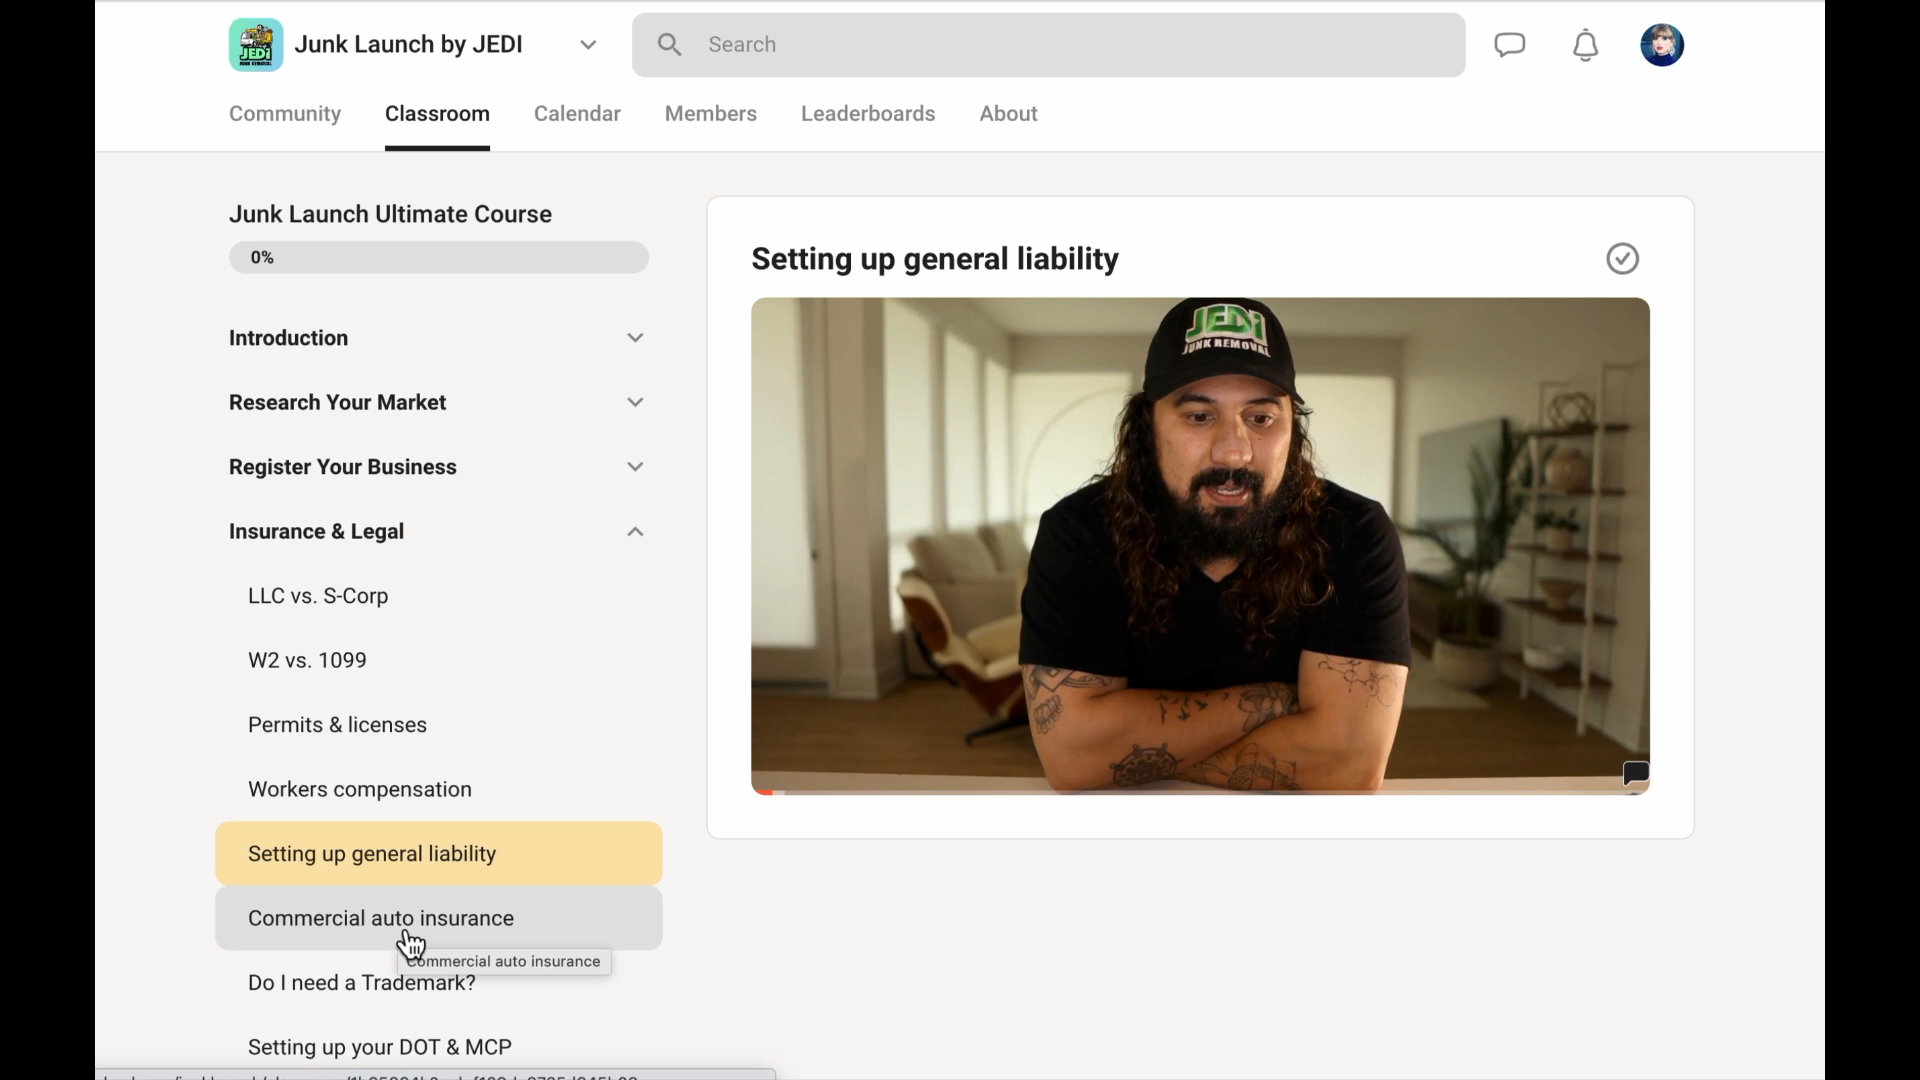 Junk Launch by JEDI
Search
Community
Classroom
Calendar
Members
Leaderboards
About
Junk Launch Ultimate Course
0%
Introduction
Research Your Market
Register Your Business
Insurance & Legal
LLC vs. S-Corp
W2 vs. 1099
Permits & licenses
Workers compensation
Setting up general liability
Commercial auto insurance
Commercial auto insurance
Do I need a Trademark?
Setting up your DOT & MCP
Setting up general liability
JEDI
JUNK REMOVAL
JEDI
JUNK REMOVAL